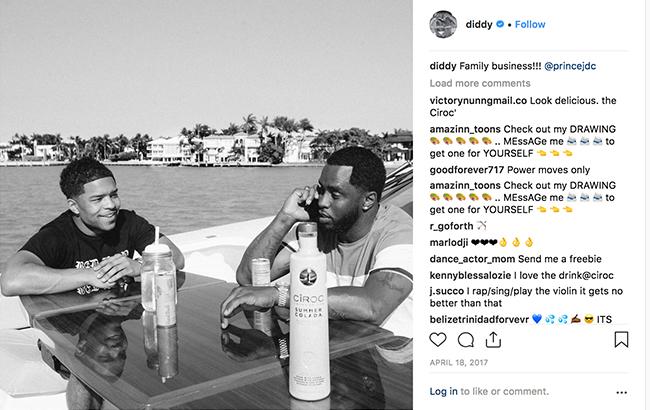 diddy • Follow
diddy Family business!!! @princejdc
Load more comments
victorynunngmail.co Look delicious. the
Ciroc'
amazinn_toons Check out my DRAWING
.. MEssAGe me to
get one for YOURSELF
goodforever717 Power moves only
amazinn_toons Check out my DRAWING
.. MEssAGe me to
get one for YOURSELF
r_goforth
marlodji
dance_actor_mom Send me a freebie
kennyblessalozie I love the drink@ciroc
j.succo I rap/sing/play the violin it gets no
better than that
belizetrinidadforvevr ITS
APRIL 18, 2017
Log in to like or comment.
CÎROC
SUMMER
COLADA